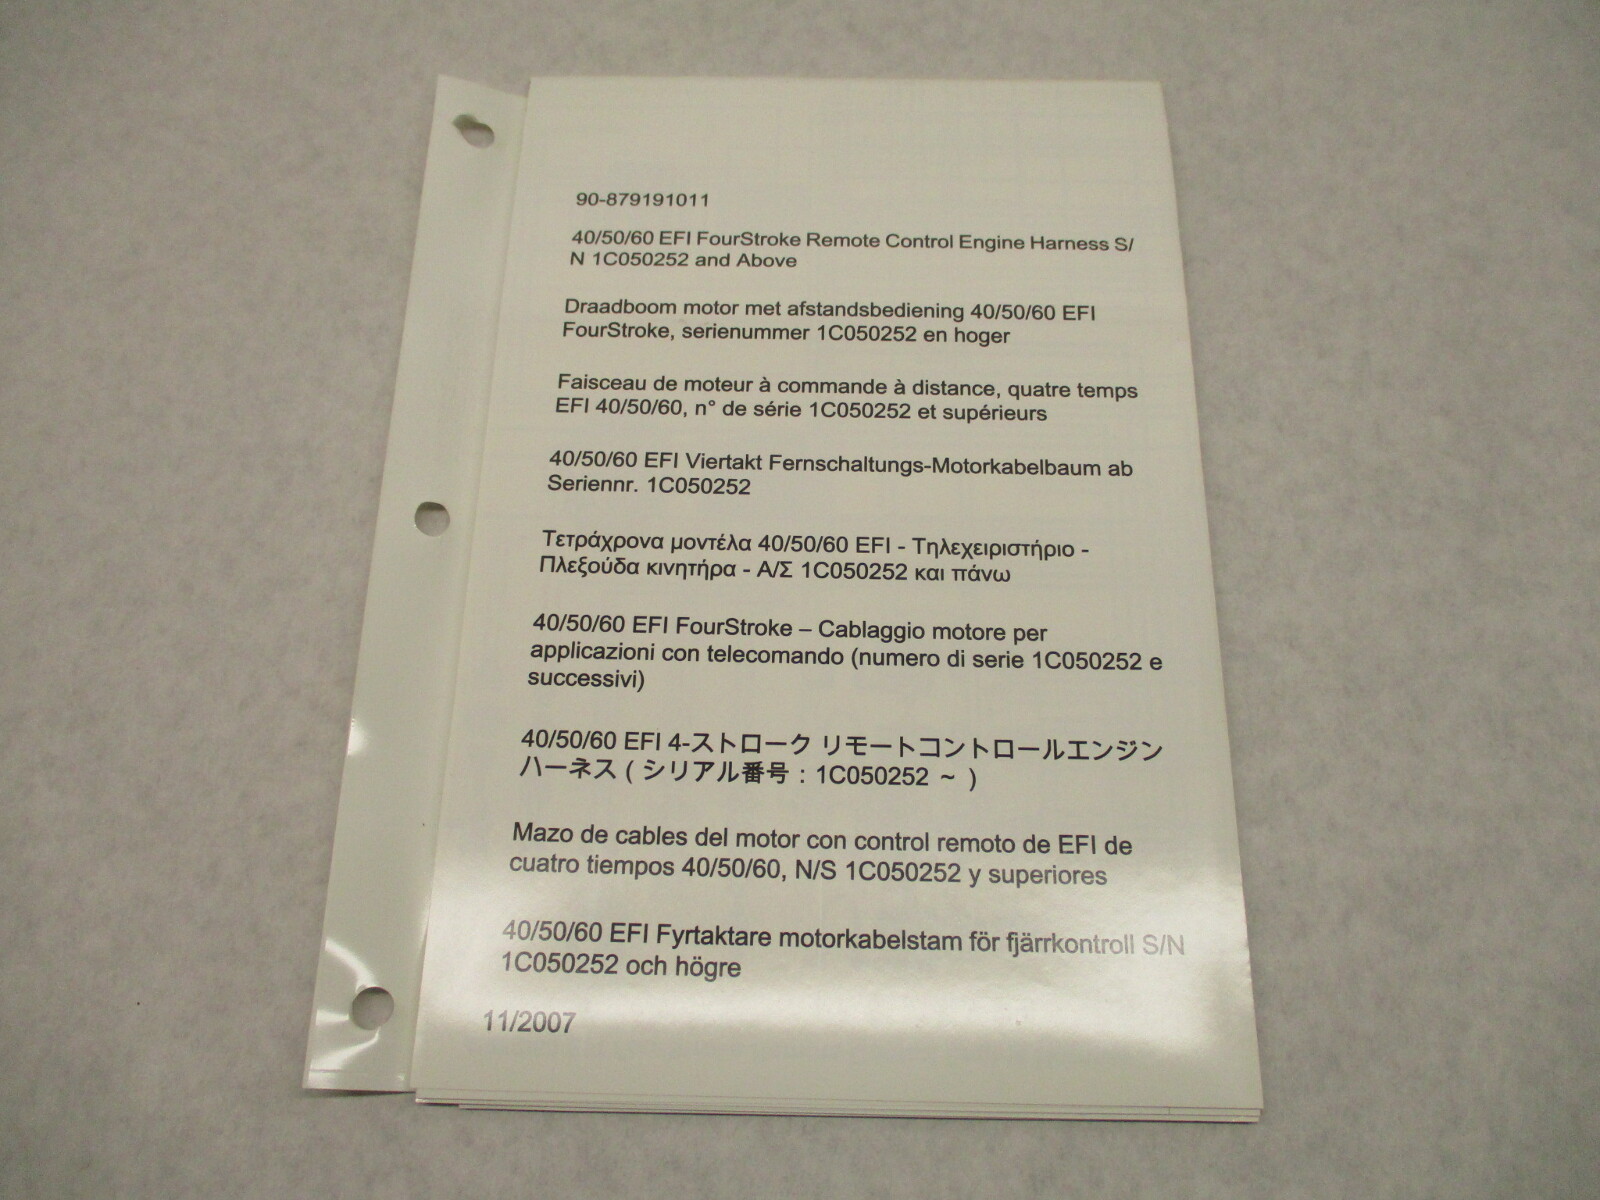 90-879191011
40/50/60 EFI FourStroke Remote Control Engine Harness S/
N 1C050252 and Above
Draadboom motor met afstandsbediening 40/50/60 EFI
FourStroke, serienummer 1C050252 en hoger
Faisceau de moteur à commande à distance, quatre temps
EFI 40/50/60, n° de série 1C050252 et supérieurs
40/50/60 EFI Viertakt Fernschaltungs-Motorkabelbaum ab
Seriennr. 1C050252
Τετράχρονα μοντέλα 40/50/60 EFI - Τηλεχειριστήριο -
Πλεξούδα κινητήρα - Α/Σ 1C050252 και πάνω
40/50/60 EFI FourStroke – Cablaggio motore per
applicazioni con telecomando (numero di serie 1C050252 e
successivi)
40/50/60 EFI 4-ストローク リモートコントロールエンジン
ハーネス ( シリアル番号 : 1C050252 ~ )
Mazo de cables del motor con control remoto de EFI de
cuatro tiempos 40/50/60, N/S 1C050252 y superiores
40/50/60 EFI Fyrtaktare motorkabelstam för fjärrkontroll S/N
1C050252 och högre
11/2007